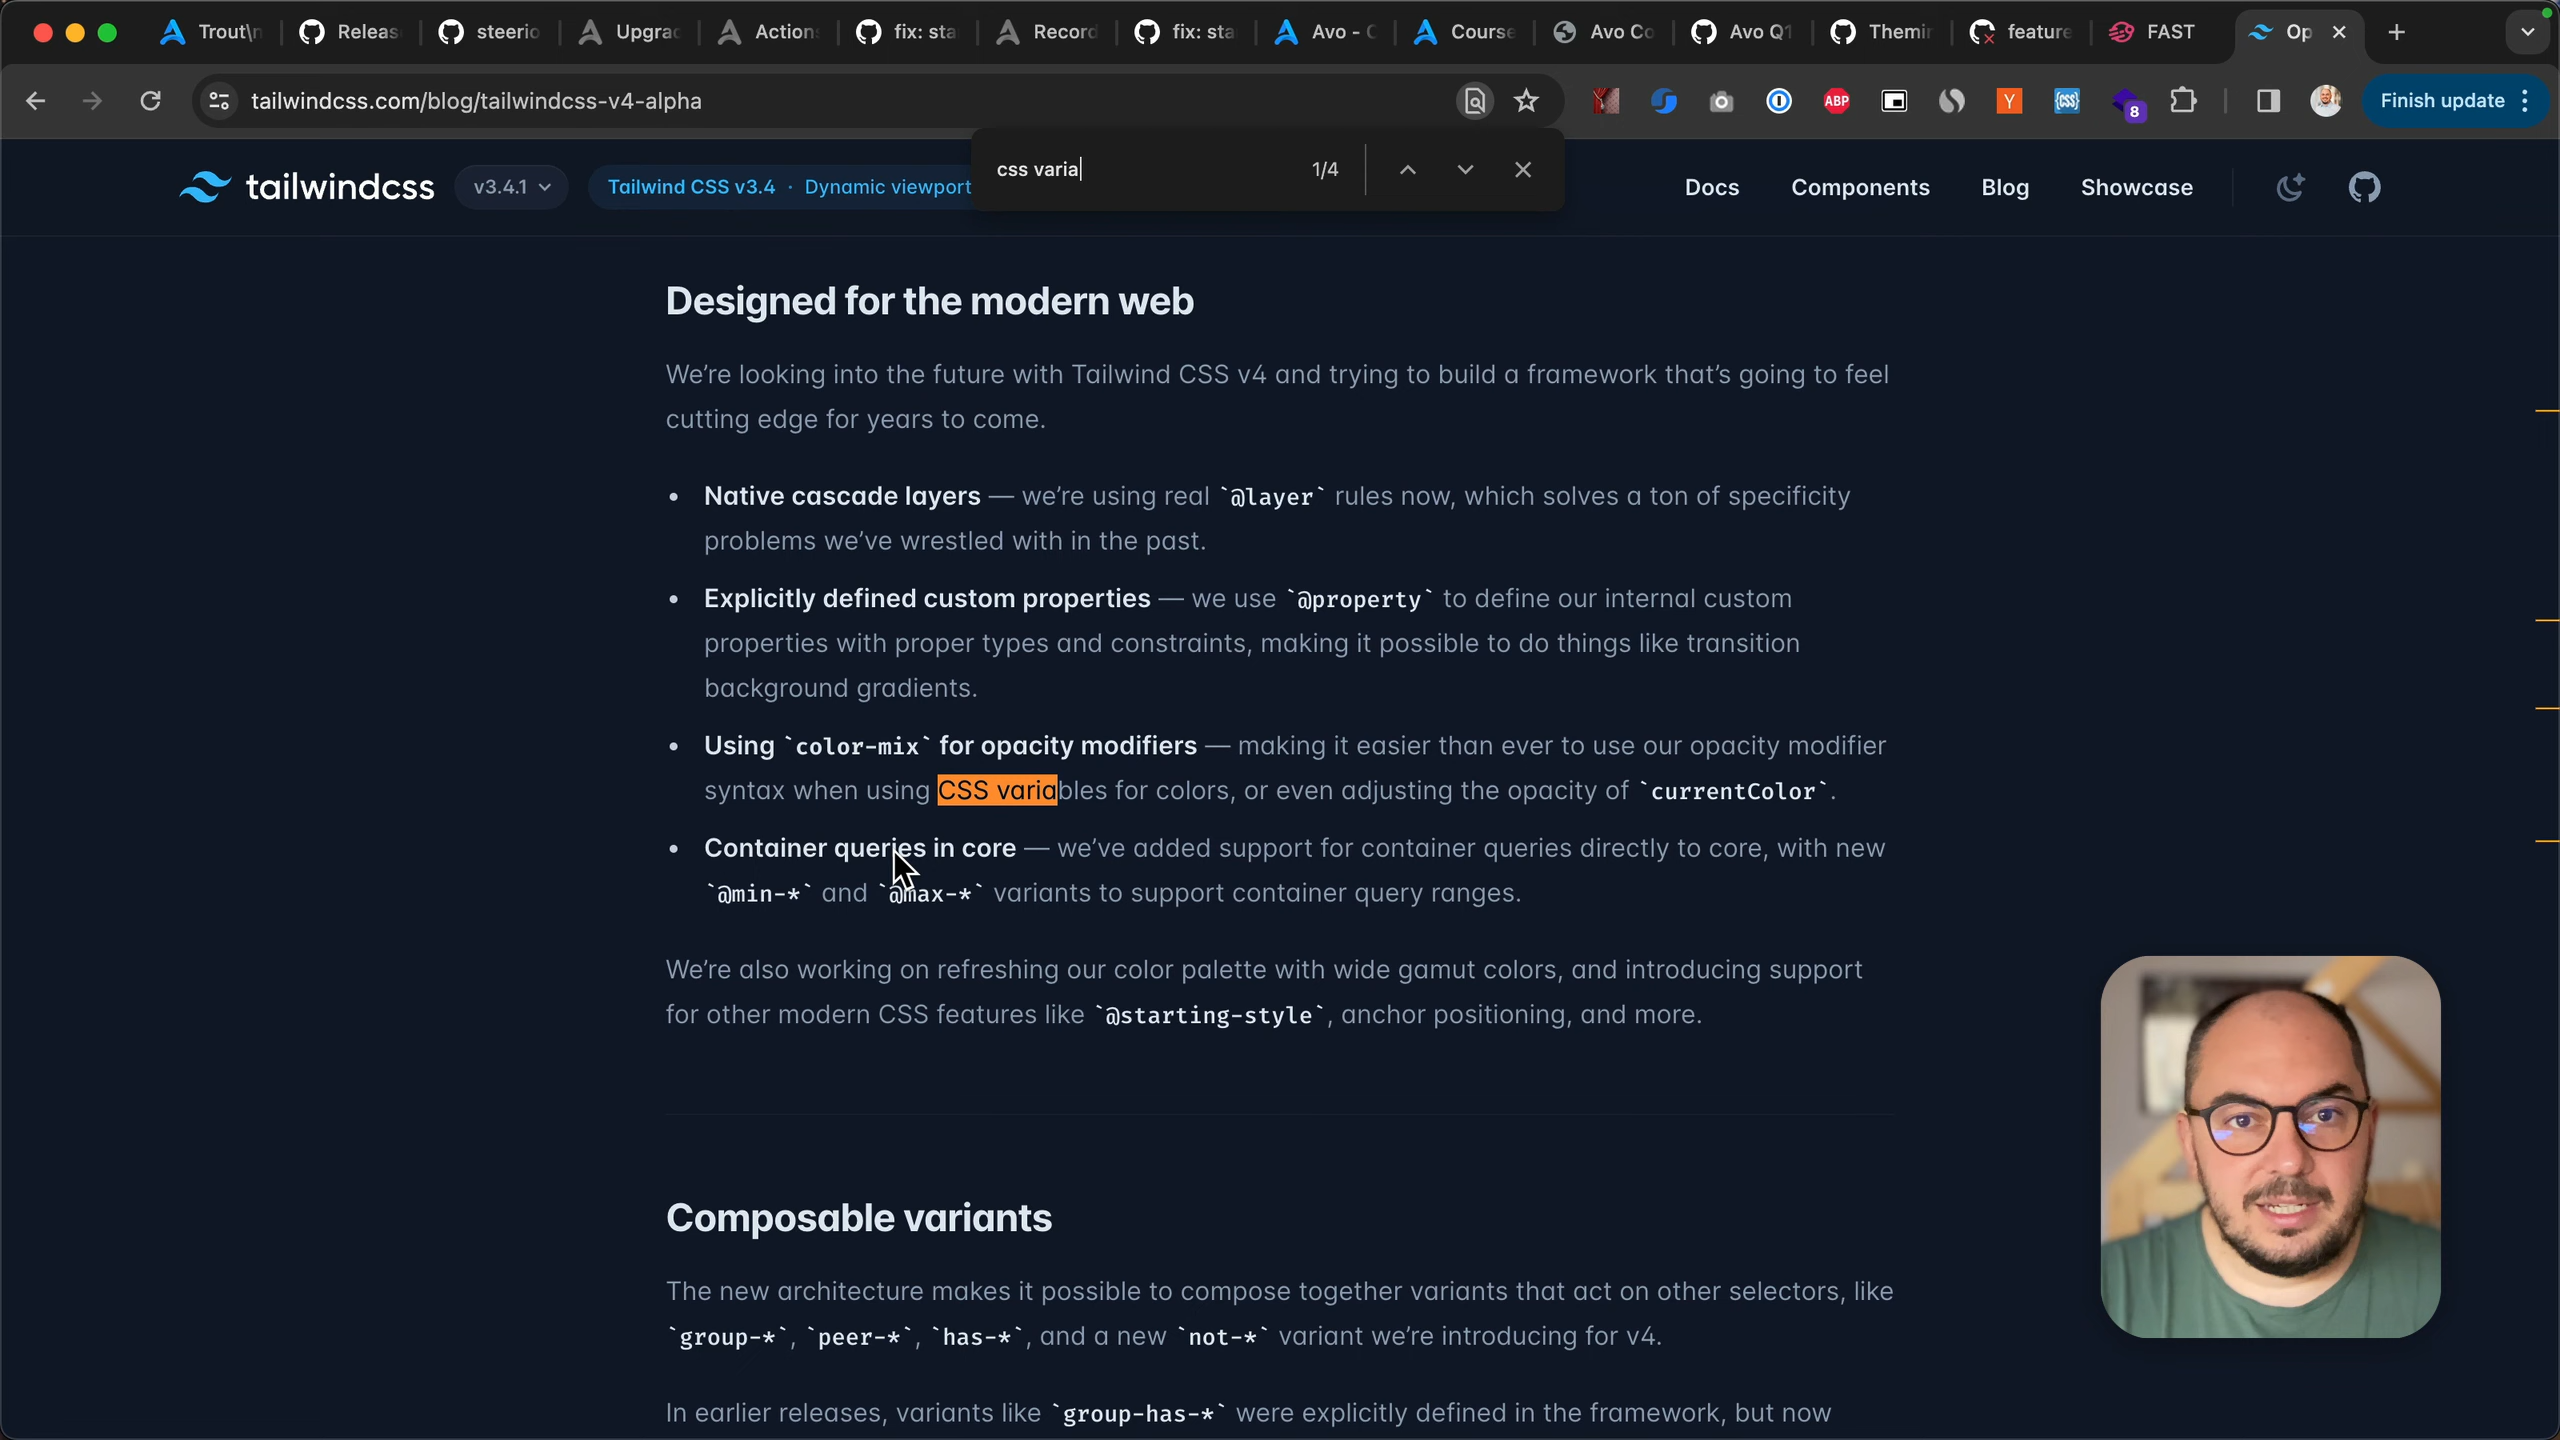 Trout\n
Releas
steerio
Upgrac
Action
fix: sta
Record
fix: sta
Avo - C
Course
Avo Co
Avo Q1
Themin
feature
FAST
Op
tailwindcss.com/blog/tailwindcss-v4-alpha
ABP
Y
{CSS}
8
Finish update
css varia
1/4
tailwindcss
v3.4.1
Tailwind CSS v3.4 · Dynamic viewport
Docs
Components
Blog
Showcase
Designed for the modern web
We’re looking into the future with Tailwind CSS v4 and trying to build a framework that’s going to feel
cutting edge for years to come.
• Native cascade layers — we’re using real `@layer` rules now, which solves a ton of specificity
problems we’ve wrestled with in the past.
• Explicitly defined custom properties — we use `@property` to define our internal custom
properties with proper types and constraints, making it possible to do things like transition
background gradients.
• Using `color-mix` for opacity modifiers — making it easier than ever to use our opacity modifier
syntax when using CSS variables for colors, or even adjusting the opacity of `currentColor`.
• Container queries in core — we’ve added support for container queries directly to core, with new
`@min-*` and `@max-*` variants to support container query ranges.
We’re also working on refreshing our color palette with wide gamut colors, and introducing support
for other modern CSS features like `@starting-style`, anchor positioning, and more.
Composable variants
The new architecture makes it possible to compose together variants that act on other selectors, like
`group-*`, `peer-*`, `has-*`, and a new `not-*` variant we’re introducing for v4.
In earlier releases, variants like `group-has-*` were explicitly defined in the framework, but now